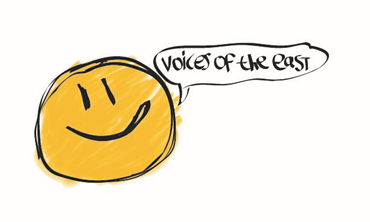 voices of the east